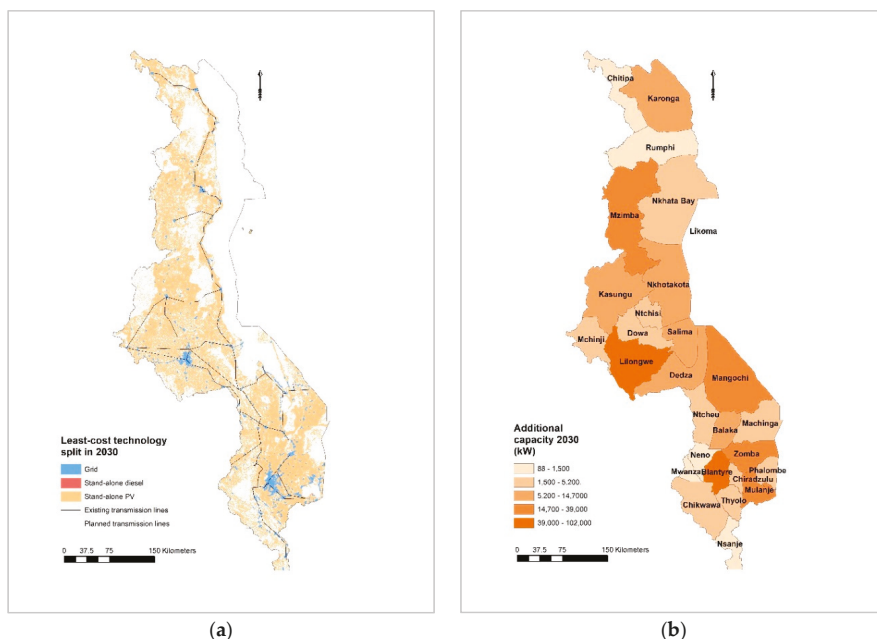 Least-cost technology
split in 2030
Grid
Stand-alone diesel
Stand-alone PV
Existing transmission lines
Planned transmission lines
0 37.5 75 150 Kilometers
(a)
Chitipa
Karonga
Rumphi
Nkhata Bay
Mzimba
Likoma
Nkhotakota
Kasungu
Ntchisi
Dowa
Salima
Mchinji
Lilongwe
Dedza
Mangochi
Ntcheu
Machinga
Balaka
Neno
Zomba
Mwanza
Blantyre
Phalombe
Chiradzulu
Mulanje
Thyolo
Chikwawa
Nsanje
Additional
capacity 2030
(kW)
88 - 1,500
1.500 - 5.200.
5.200 - 14,7000
14,700 - 39,000
39,000 - 102,000
0 37.5 75 150 Kilometers
(b)